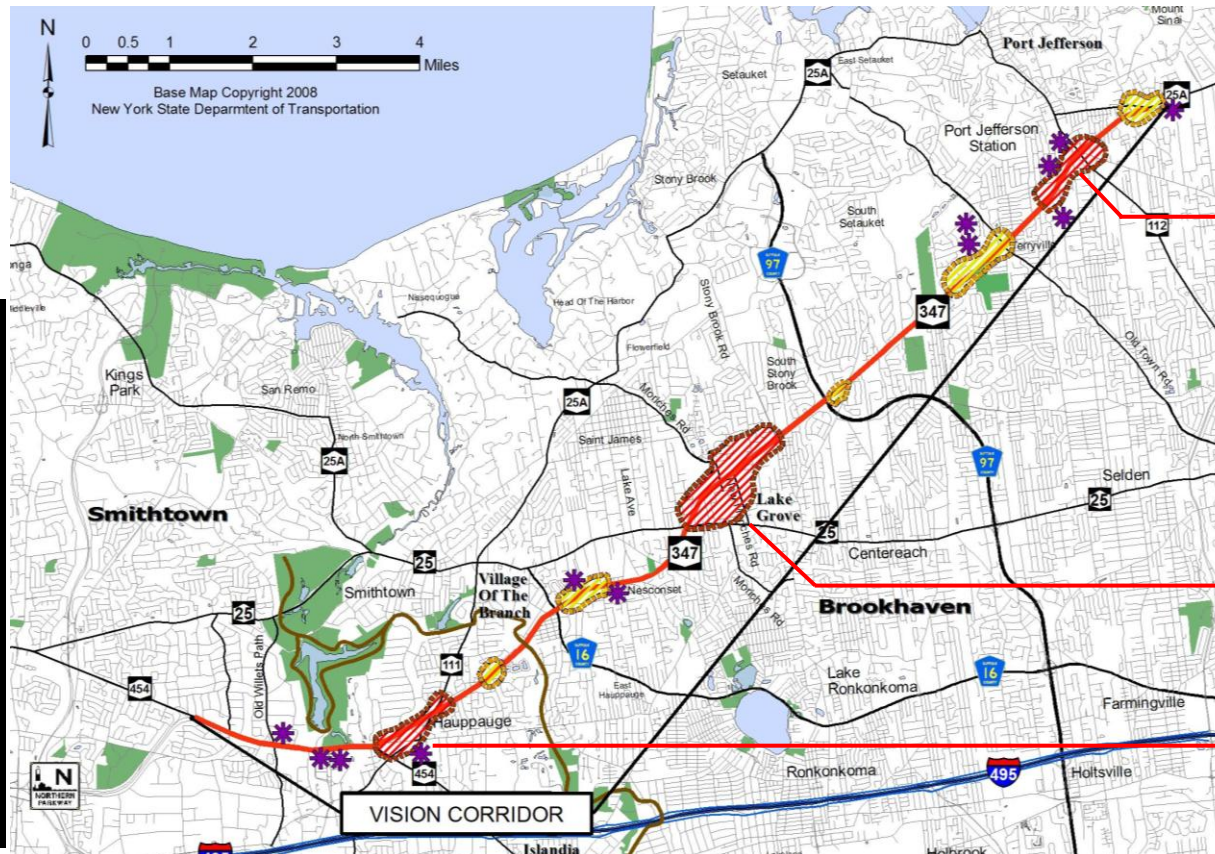 N
0 0.5 1 2 3 4
Miles
Base Map Copyright 2008
New York State Deparmtent of Transportation
Mount
Sinai
Port Jefferson
East Setauket
Setauket
25A
25A
Port Jefferson
Station
Stony Brook
South
Setauket
112
Terryville
97
347
Nissoquogue
Head Of The Harbor
Stony Brook Rd
Flowerfield
South
Stony
Brook
Old Town Rd
Kings
Park
San Remo
25A
Moriches Rd
North Smithtown
Saint James
25A
Lake Ave
97
Selden
25
Smithtown
Lake
Grove
25
Centereach
347
Moriches Rd
25
Smithtown
Village
Of The
Branch
Nesconset
Brookhaven
25
Old Willets Path
111
16
Lake
Ronkonkoma
16
454
East
Hauppauge
Hauppauge
Farmingville
454
Ronkonkoma
495
Holtsville
N
NORTHERN
PARKWAY
VISION CORRIDOR
Islandia
Holbrook